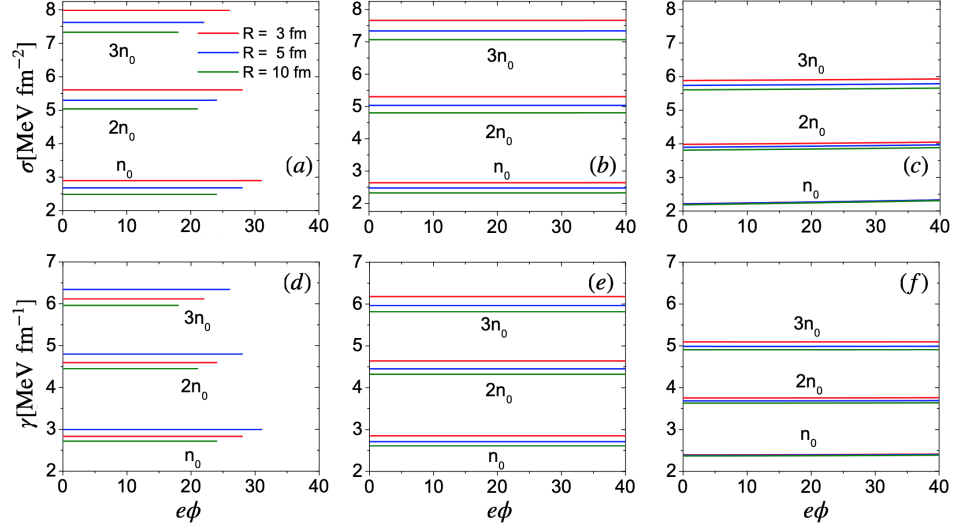 σ[MeV fm⁻²]
8
7
6
5
4
3
2
3n₀
2n₀
n₀
R = 3 fm
R = 5 fm
R = 10 fm
(a)
0 10 20 30 40
8
7
6
5
4
3
2
3n₀
2n₀
n₀
(b)
0 10 20 30 40
8
7
6
5
4
3
2
3n₀
2n₀
n₀
(c)
0 10 20 30 40
γ[MeV fm⁻¹]
7
6
5
4
3
2
(d)
3n₀
2n₀
n₀
0 10 20 30 40
eϕ
7
6
5
4
3
2
(e)
3n₀
2n₀
n₀
0 10 20 30 40
eϕ
7
6
5
4
3
2
(f)
3n₀
2n₀
n₀
0 10 20 30 40
eϕ